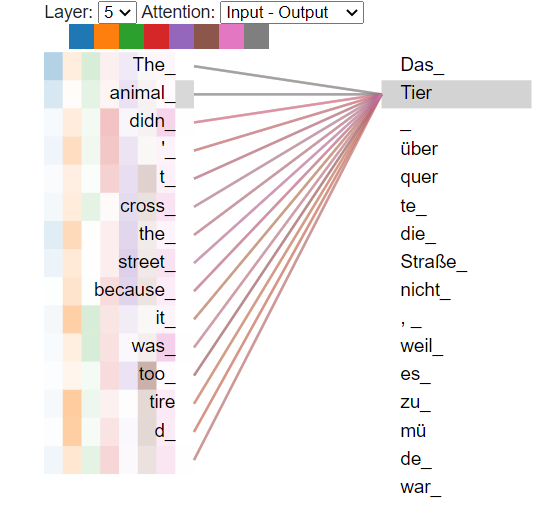 Layer: 5 Attention: Input - Output
The_ Das_
animal_ Tier
didn_ _
'_ über
t_ quer
cross_ te_
the_ die_
street_ Straße_
because_ nicht_
it_ , _
was_ weil_
too_ es_
tire zu_
d_ mü
de_
war_